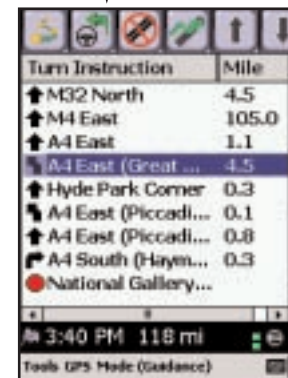 Turn Instruction Mile
M32 North 4.5
M4 East 105.0
A4 East 1.1
A4 East (Great ... 4.5
Hyde Park Corner 0.3
A4 East (Piccadi... 0.1
A4 East (Piccadi... 0.8
A4 South (Haym... 0.3
National Gallery...
3:40 PM 118 mi
Tools GPS Mode (Guidance)